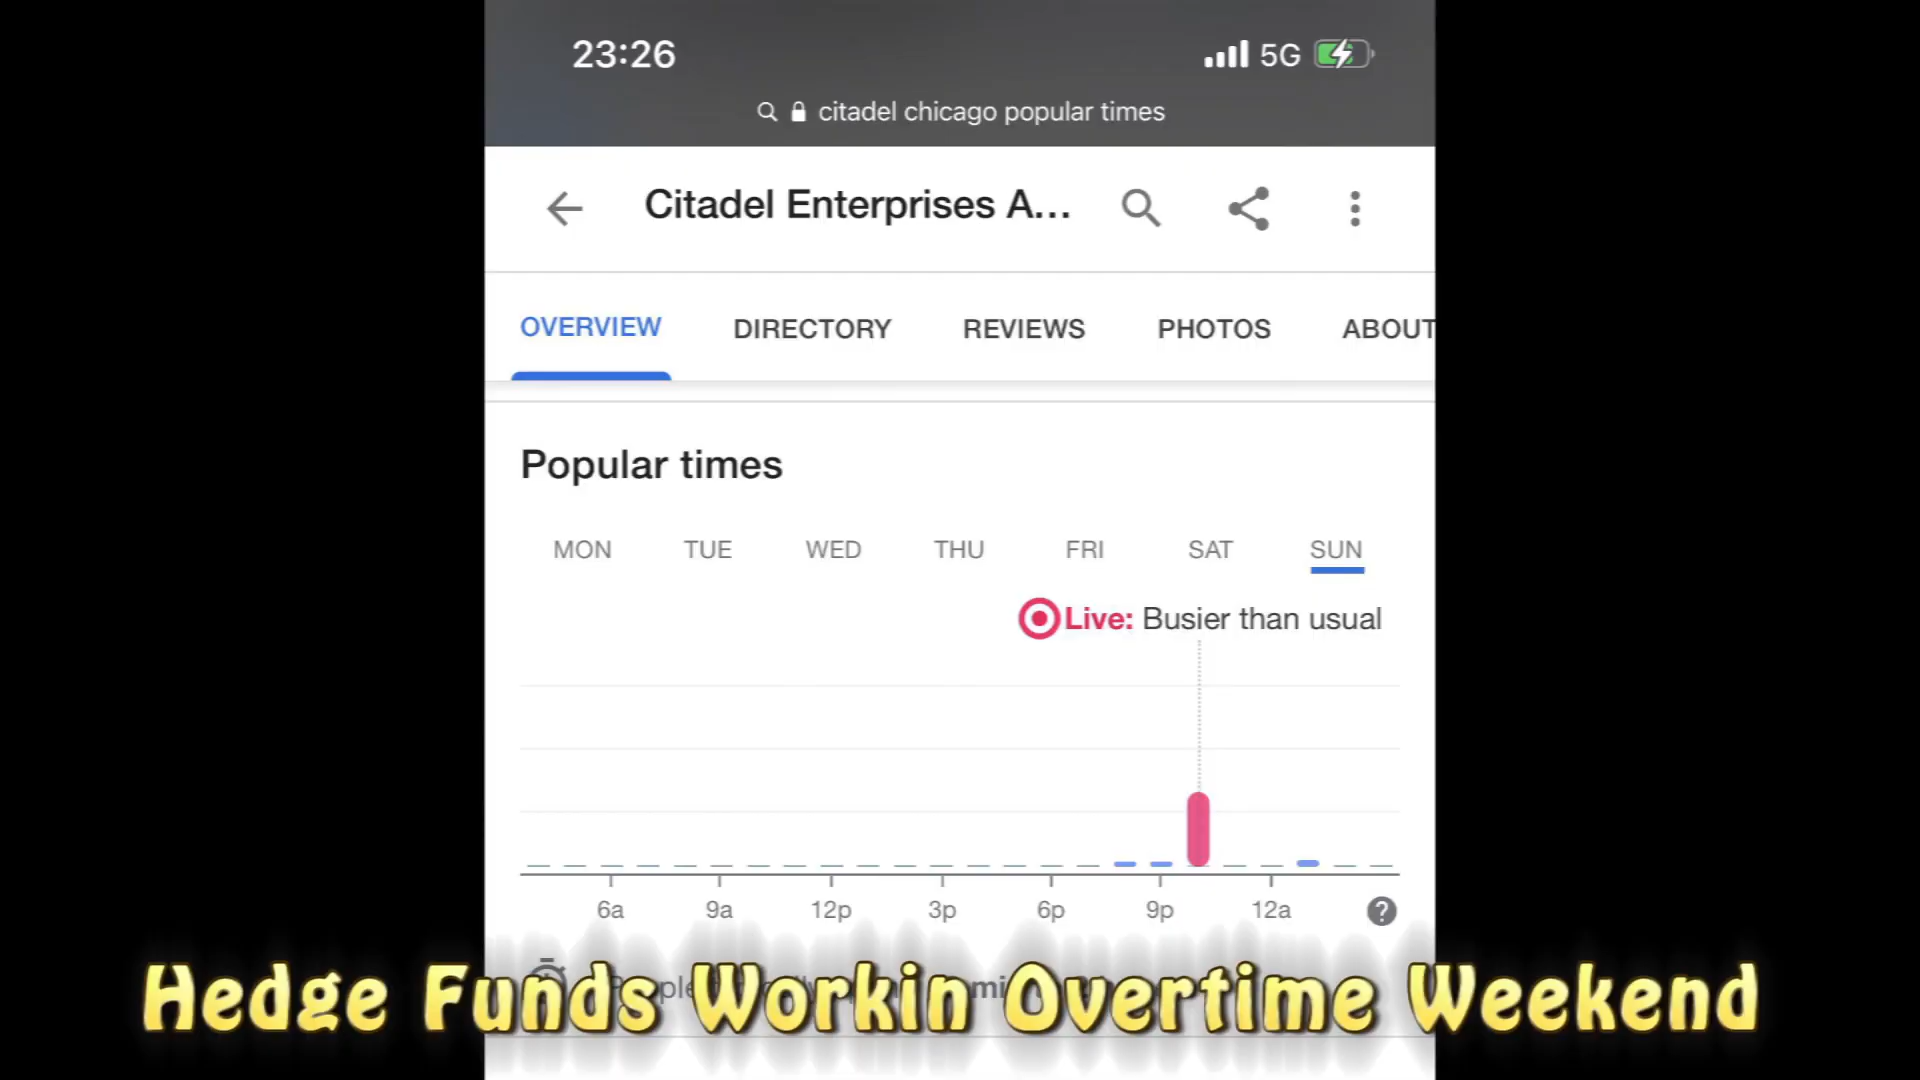 23:26 5G
citadel chicago popular times
Citadel Enterprises A...
OVERVIEW DIRECTORY REVIEWS PHOTOS ABOUT
Popular times
MON TUE WED THU FRI SAT SUN
Live: Busier than usual
6a 9a 12p 3p 6p 9p 12a ?
Hedge Funds Workin Overtime Weekend